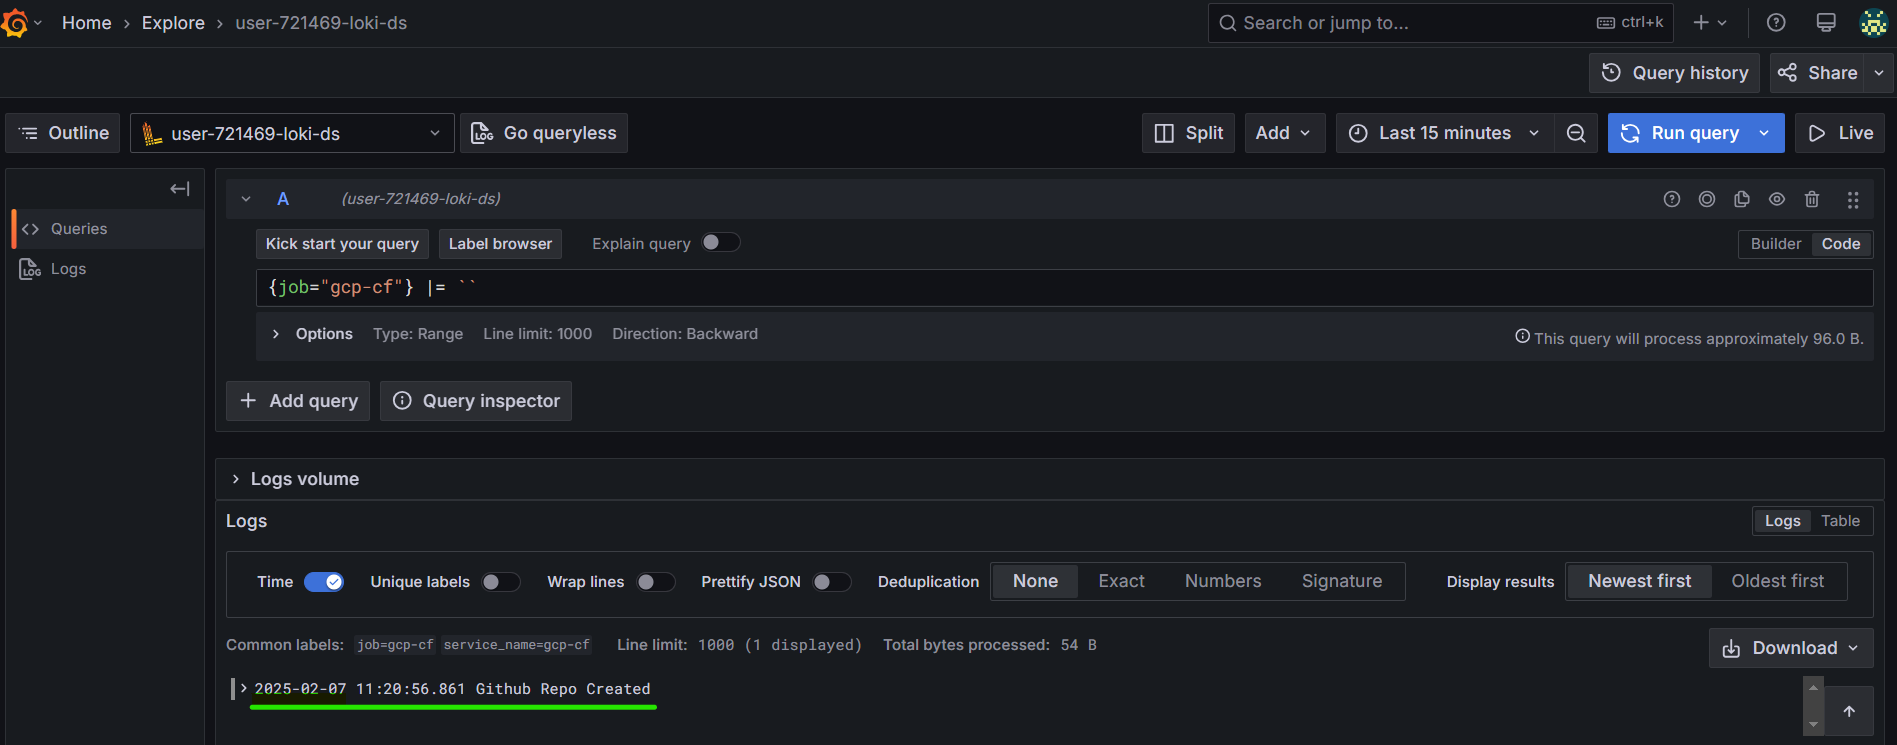 Home › Explore › user-721469-loki-ds
Search or jump to... ctrl+k
Query history Share
Outline user-721469-loki-ds Go queryless Split Add Last 15 minutes Run query Live
Queries
Logs
A (user-721469-loki-ds)
Kick start your query Label browser Explain query Builder Code
{job="gcp-cf"} |= ``
Options Type: Range Line limit: 1000 Direction: Backward This query will process approximately 96.0 B.
+ Add query Query inspector
Logs volume
Logs Logs Table
Time Unique labels Wrap lines Prettify JSON Deduplication None Exact Numbers Signature Display results Newest first Oldest first
Common labels: job=gcp-cf service_name=gcp-cf Line limit: 1000 (1 displayed) Total bytes processed: 54 B Download
2025-02-07 11:20:56.861 Github Repo Created